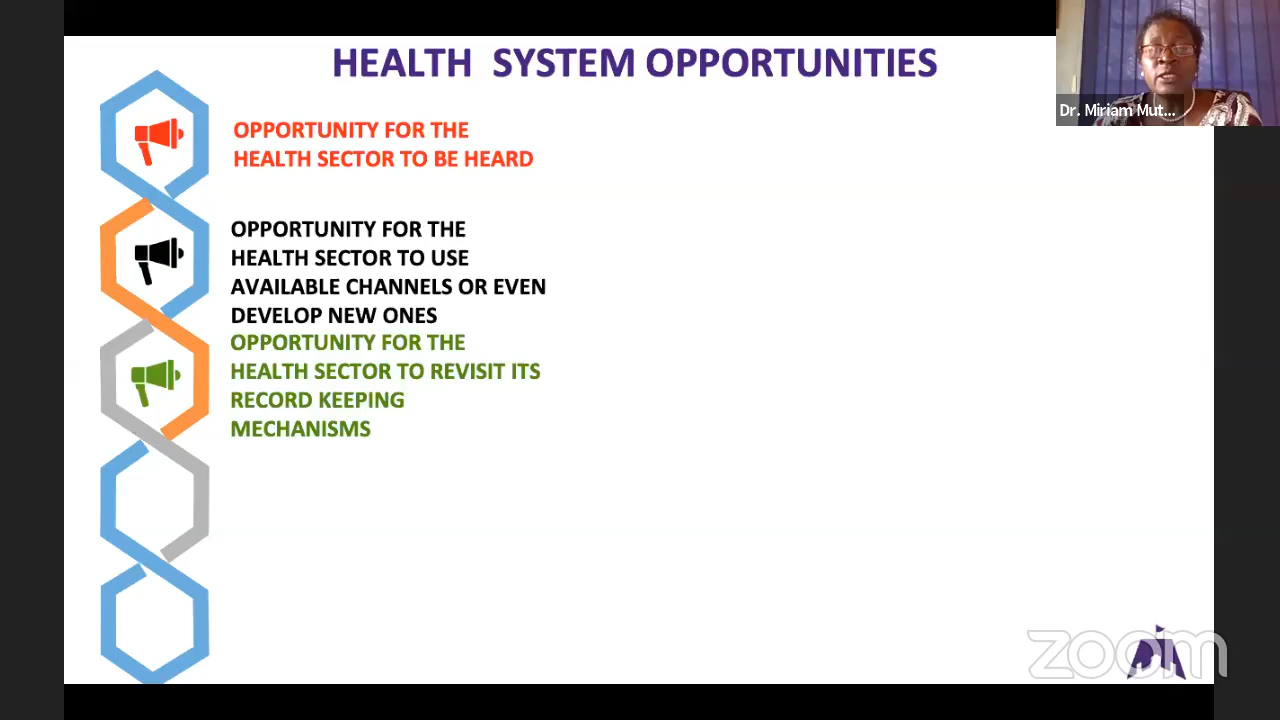 HEALTH SYSTEM OPPORTUNITIES
Dr. Miriam Mut...
OPPORTUNITY FOR THE
HEALTH SECTOR TO BE HEARD
OPPORTUNITY FOR THE
HEALTH SECTOR TO USE
AVAILABLE CHANNELS OR EVEN
DEVELOP NEW ONES
OPPORTUNITY FOR THE
HEALTH SECTOR TO REVISIT ITS
RECORD KEEPING
MECHANISMS
zoom